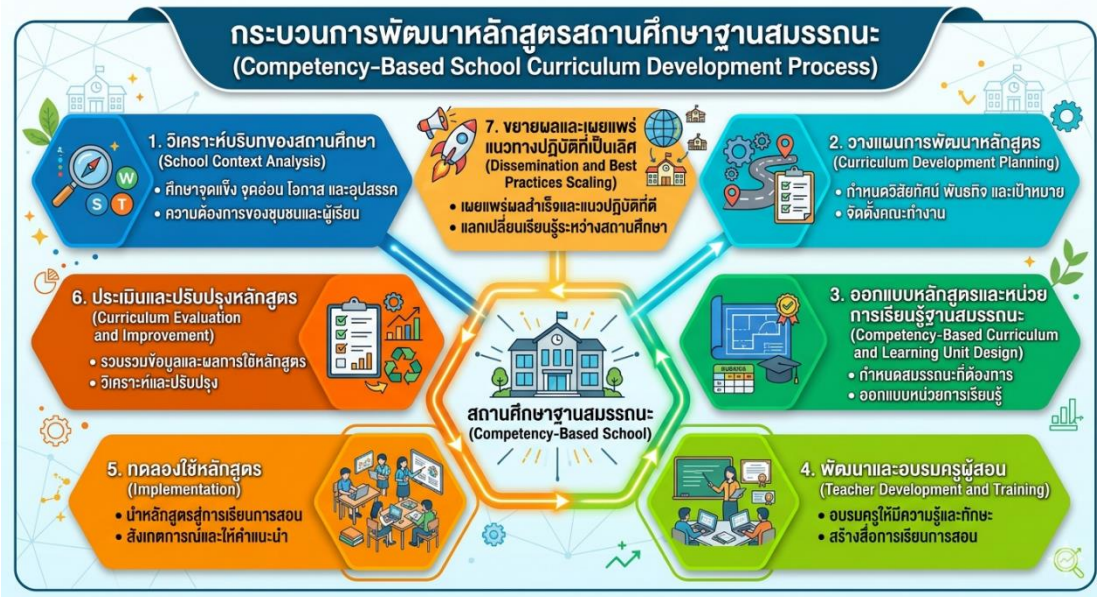 กระบวนการพัฒนาหลักสูตรสถานศึกษาฐานสมรรถนะ
(Competency-Based School Curriculum Development Process)
1. วิเคราะห์บริบทของสถานศึกษา
(School Context Analysis)
• ศึกษาจุดแข็ง จุดอ่อน โอกาส และอุปสรรค
• ความต้องการของชุมชนและผู้เรียน
W
S
T
7. ขยายผลและเผยแพร่
แนวทางปฏิบัติที่เป็นเลิศ
(Dissemination and Best
Practices Scaling)
• เผยแพร่ผลสำเร็จและแนวปฏิบัติที่ดี
• แลกเปลี่ยนเรียนรู้ระหว่างสถานศึกษา
2. วางแผนการพัฒนาหลักสูตร
(Curriculum Development Planning)
• กำหนดวิสัยทัศน์ พันธกิจ และเป้าหมาย
• จัดตั้งคณะทำงาน
6. ประเมินและปรับปรุงหลักสูตร
(Curriculum Evaluation
and Improvement)
• รวบรวมข้อมูลและผลการใช้หลักสูตร
• วิเคราะห์และปรับปรุง
3. ออกแบบหลักสูตรและหน่วย
การเรียนรู้ฐานสมรรถนะ
(Competency-Based Curriculum
and Learning Unit Design)
• กำหนดสมรรถนะที่ต้องการ
• ออกแบบหน่วยการเรียนรู้
สถานศึกษาฐานสมรรถนะ
(Competency-Based School)
5. ทดลองใช้หลักสูตร
(Implementation)
• นำหลักสูตรสู่การเรียนการสอน
• สังเกตการณ์และให้คำแนะนำ
4. พัฒนาและอบรมครูผู้สอน
(Teacher Development and Training)
• อบรมครูให้มีความรู้และทักษะ
• สร้างสื่อการเรียนการสอน